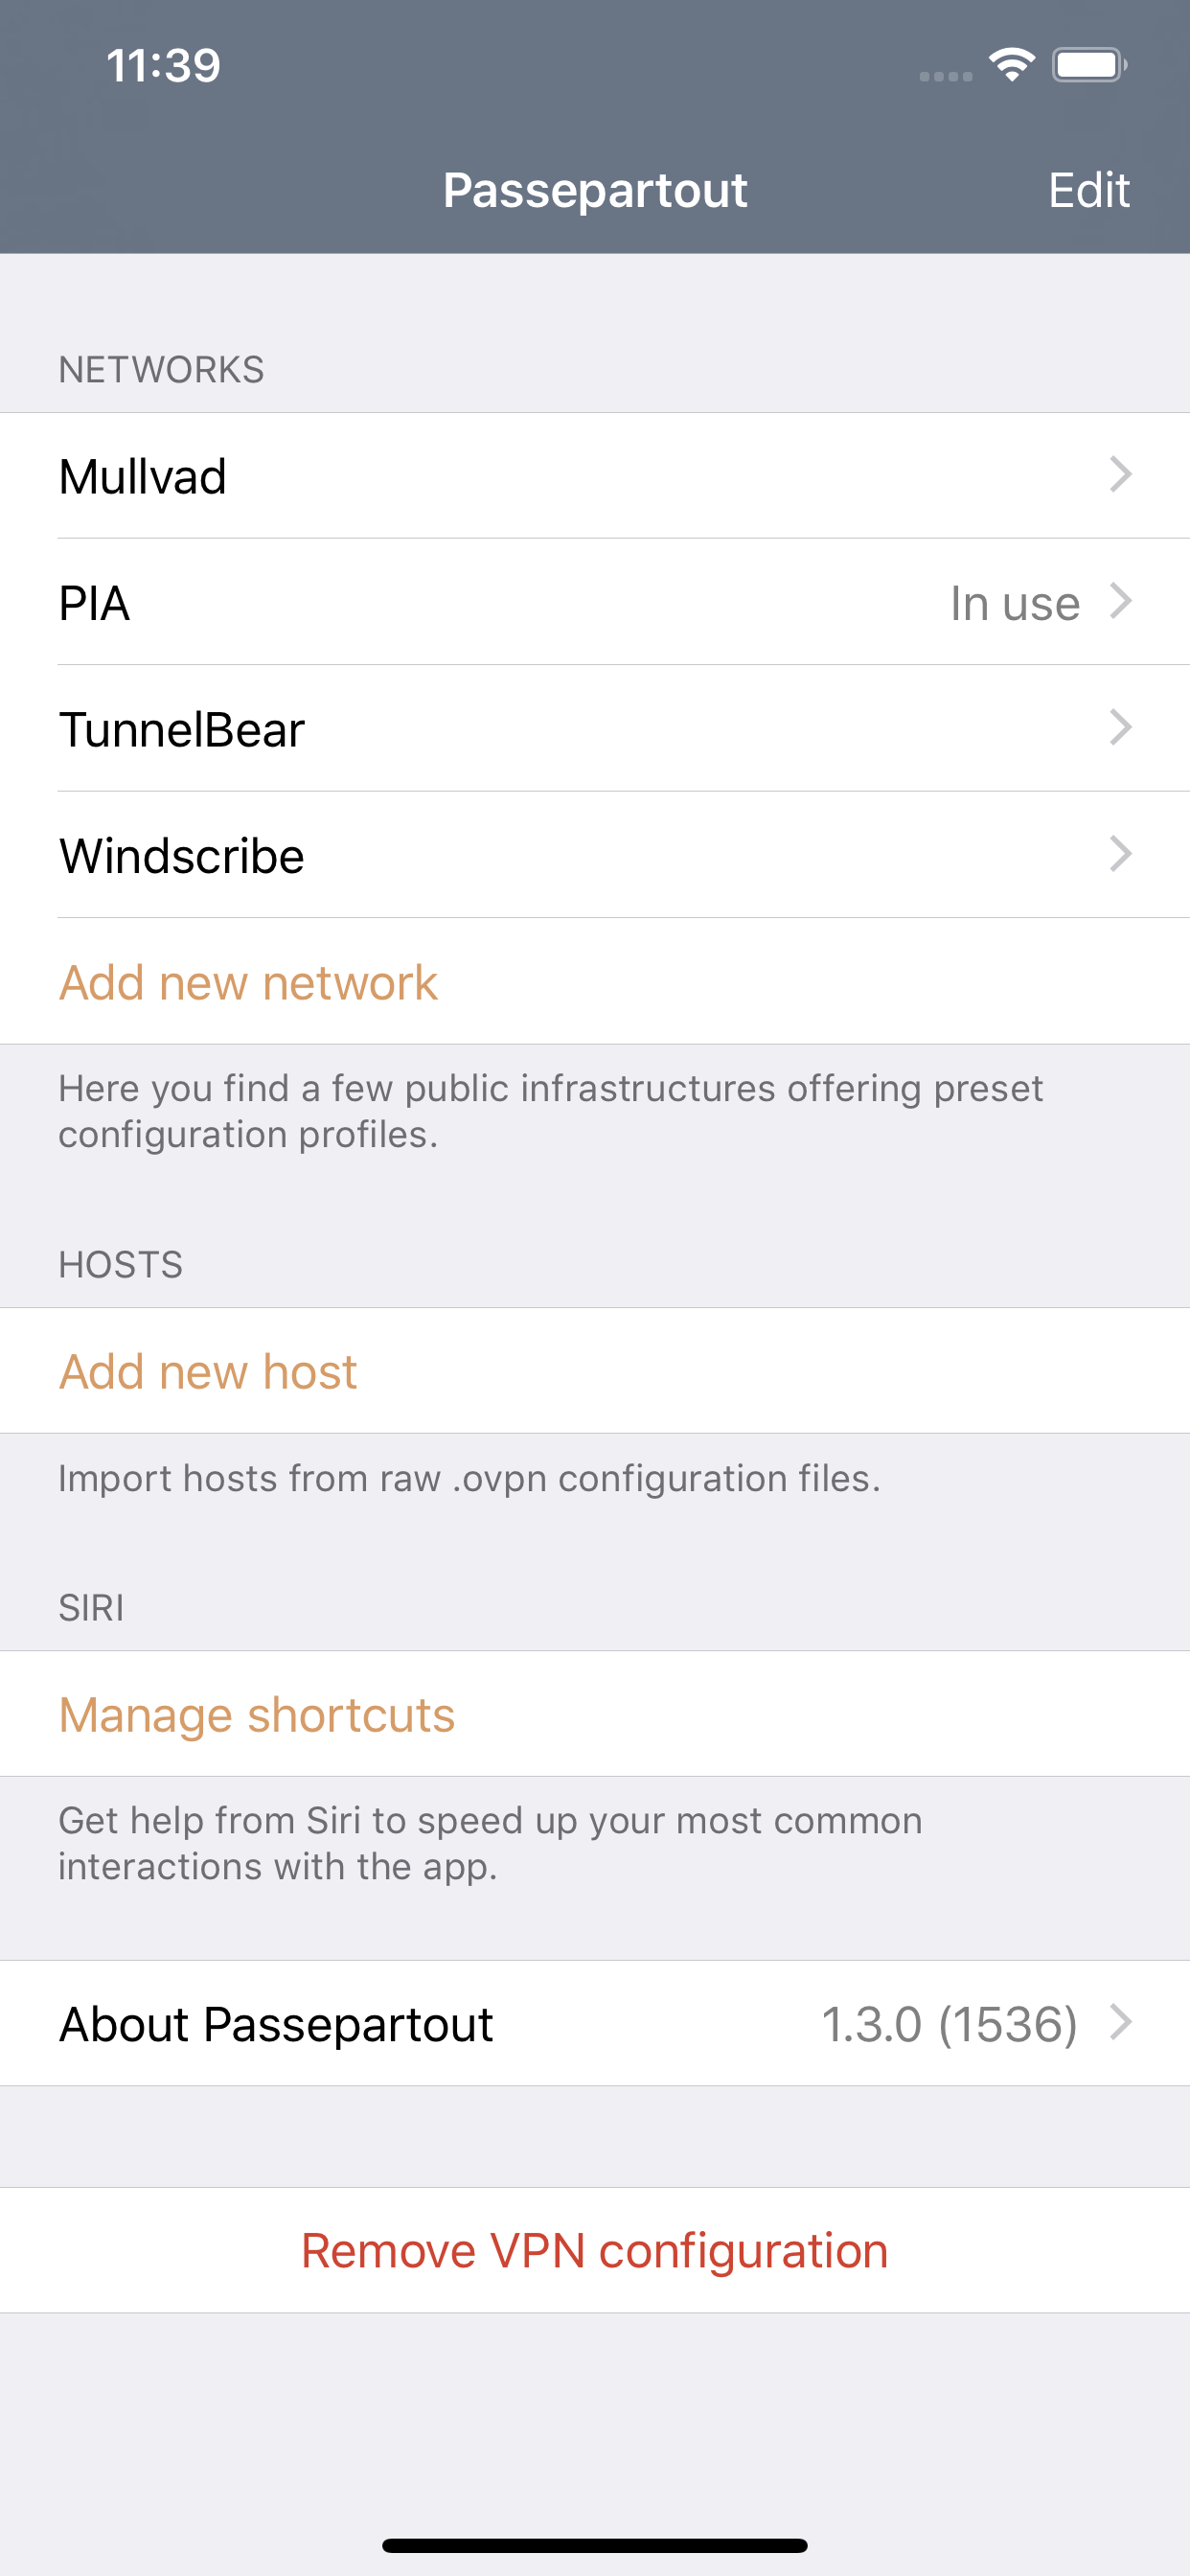 11:39
Passepartout
Edit
NETWORKS
Mullvad
PIA
In use
TunnelBear
Windscribe
Add new network
Here you find a few public infrastructures offering preset
configuration profiles.
HOSTS
Add new host
Import hosts from raw .ovpn configuration files.
SIRI
Manage shortcuts
Get help from Siri to speed up your most common
interactions with the app.
About Passepartout
1.3.0 (1536)
Remove VPN configuration